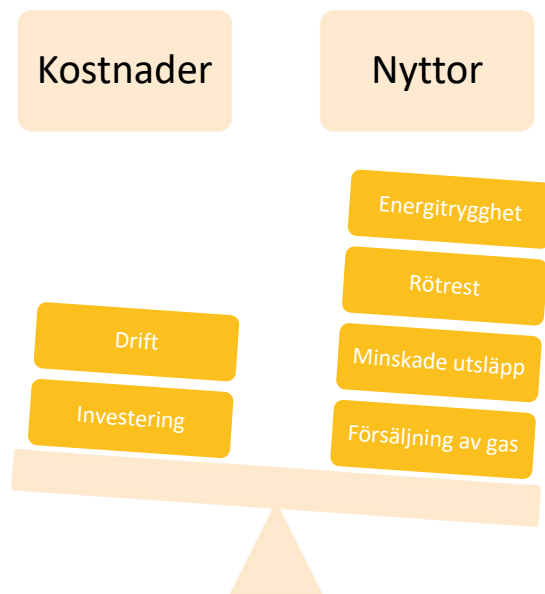 Kostnader
Nyttor
Energitrygghet
Rötrest
Minskade utsläpp
Försäljning av gas
Drift
Investering